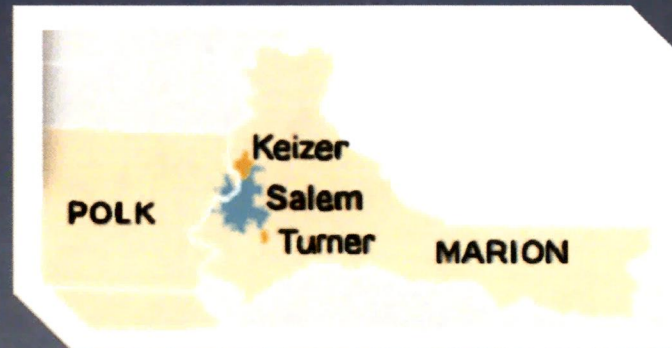 Keizer
Salem
POLK
Turner
MARION